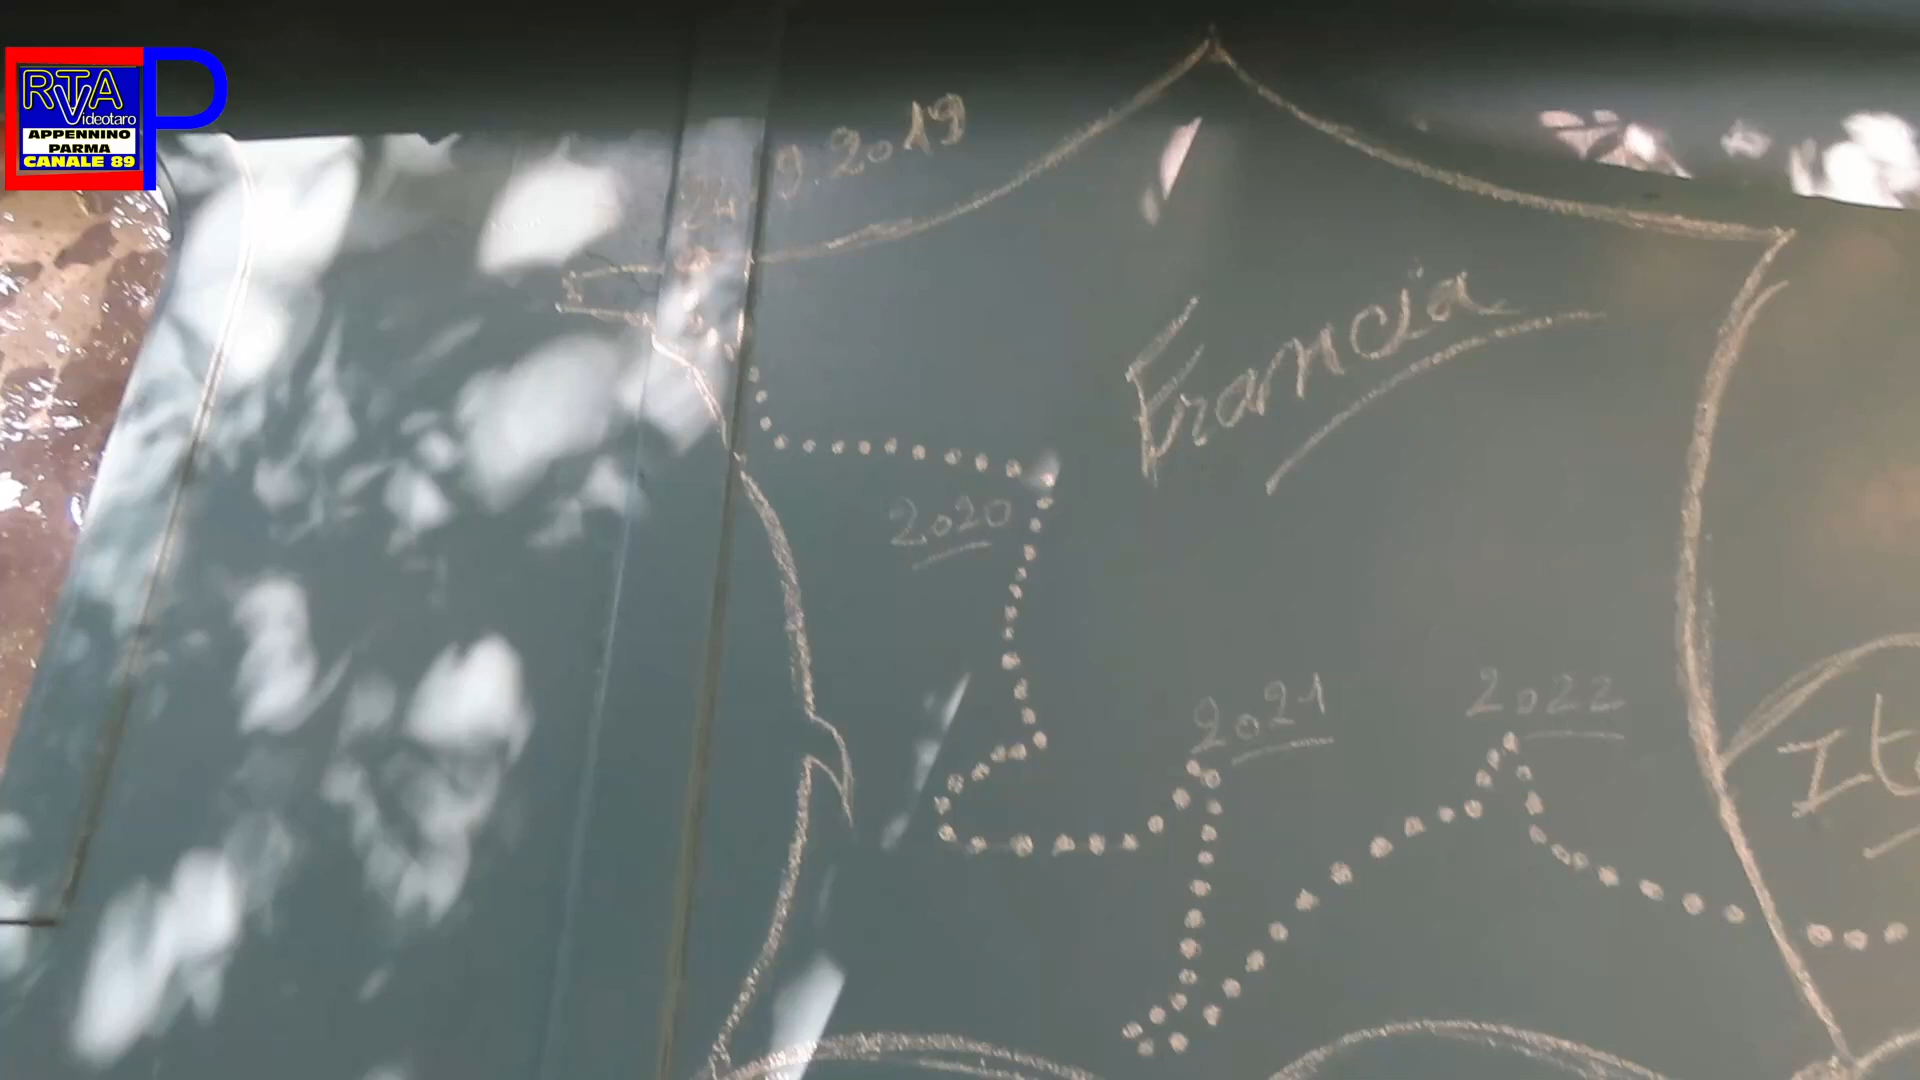 RTA
Videotaro
APPENNINO
PARMA
CANALE 89
P
9.2019
Francia
2020
2021
2022